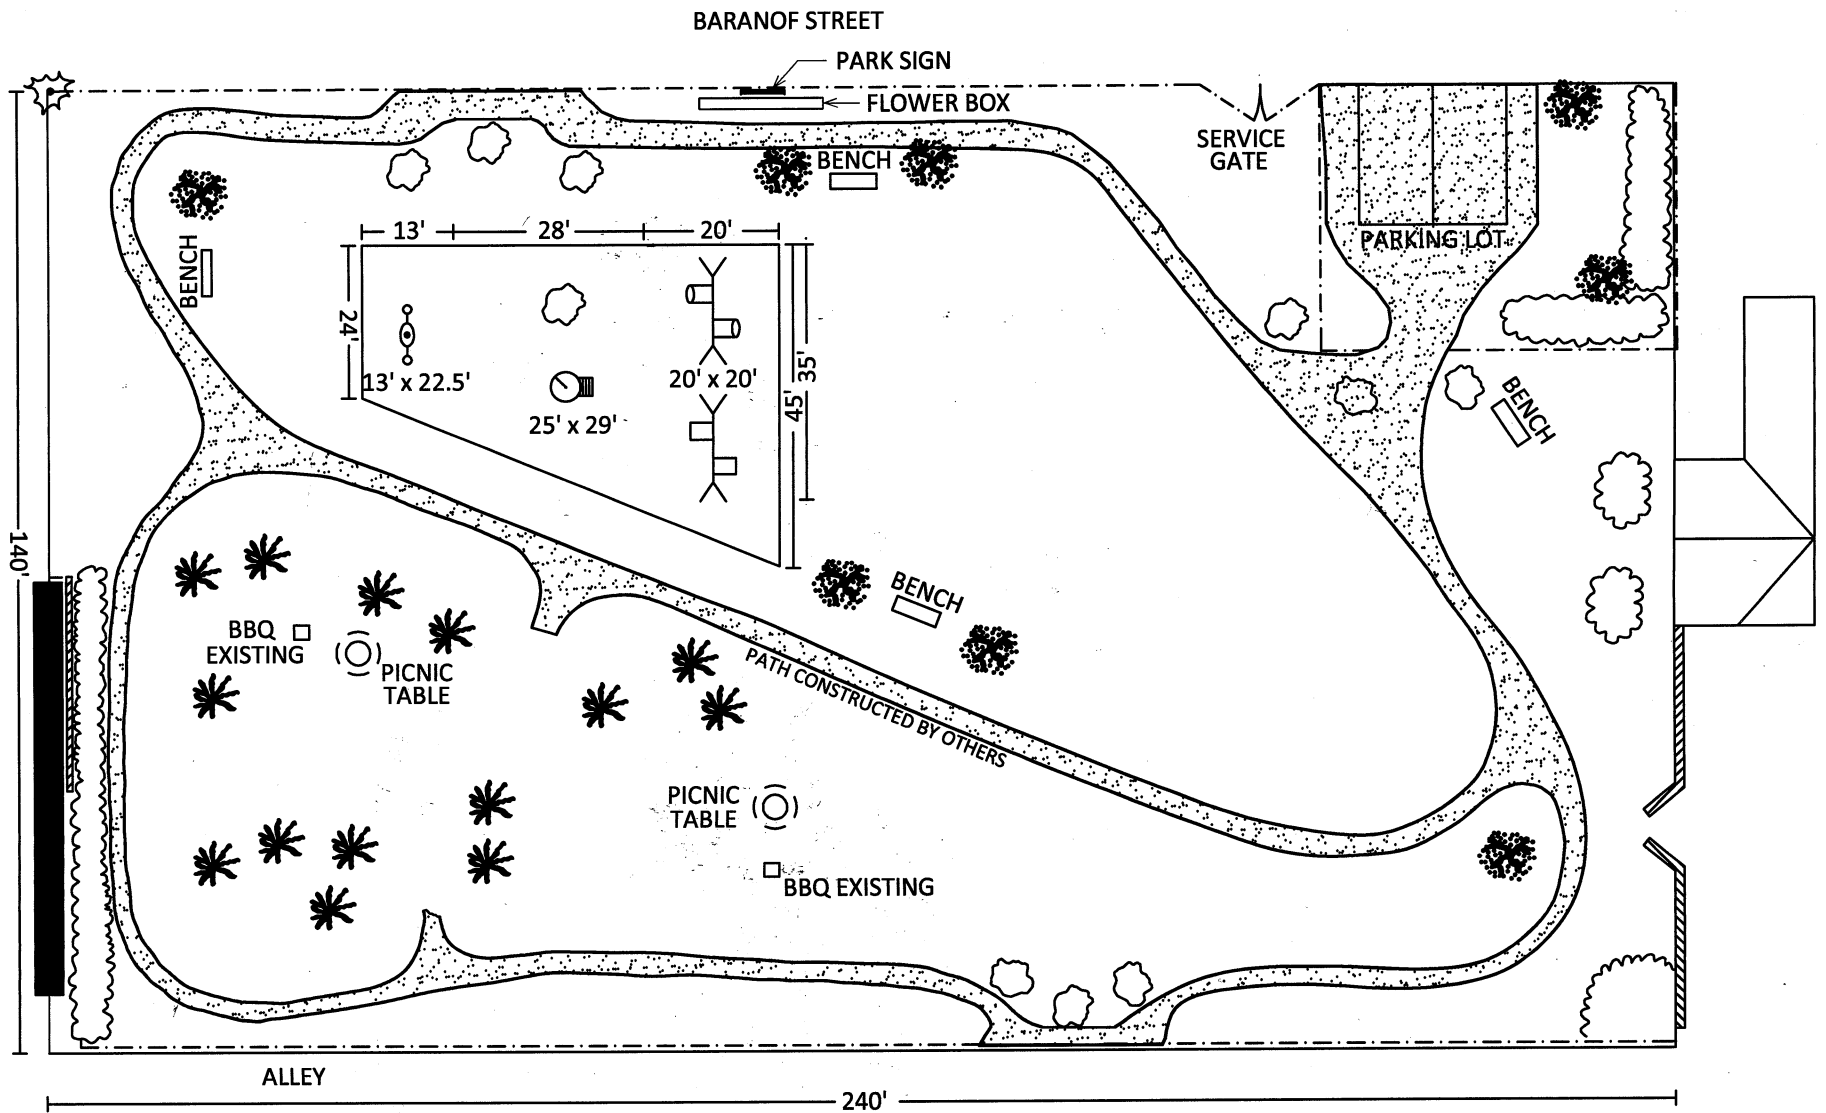 BARANOF STREET
PARK SIGN
FLOWER BOX
SERVICE
GATE
BENCH
PARKING LOT
13'
28'
20'
BENCH
24'
13' x 22.5'
25' x 29'
20' x 20'
35'
45'
BENCH
140'
BENCH
BBQ
EXISTING
PICNIC
TABLE
PATH CONSTRUCTED BY OTHERS
PICNIC
TABLE
BBQ EXISTING
ALLEY
240'